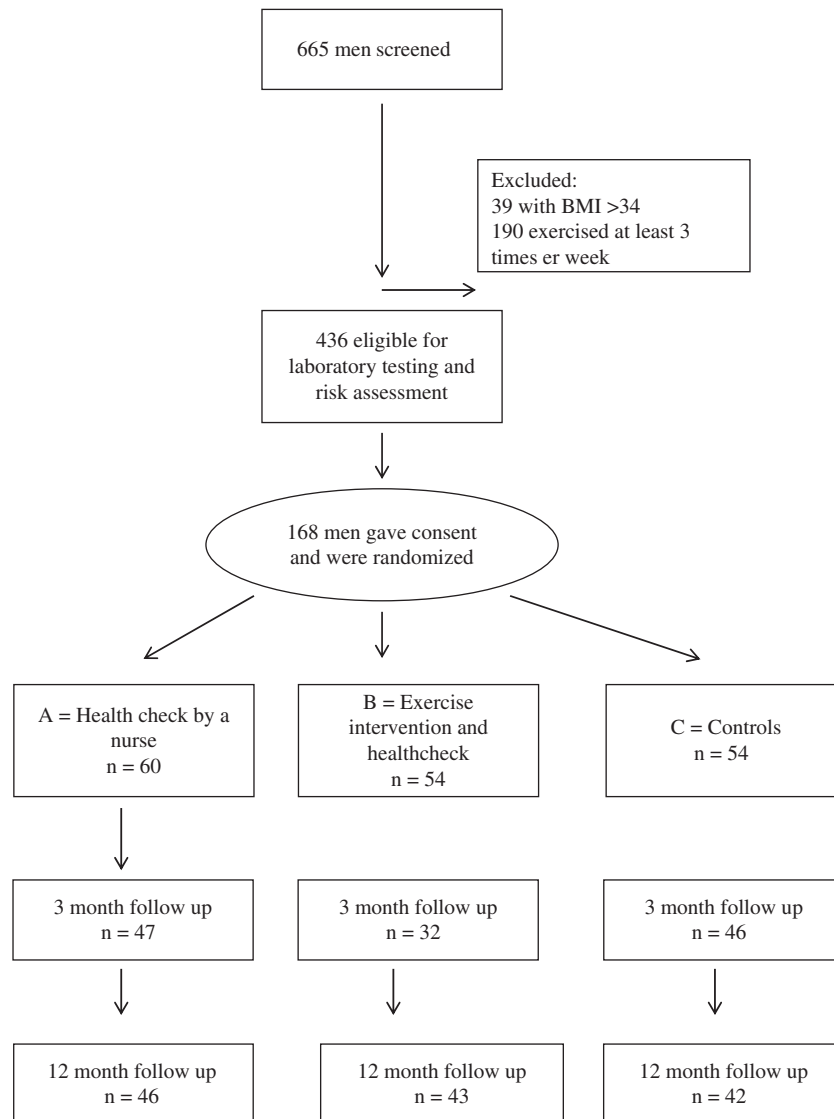 665 men screened
Excluded:
39 with BMI >34
190 exercised at least 3
times er week
436 eligible for
laboratory testing and
risk assessment
168 men gave consent
and were randomized
A = Health check by a
nurse
n = 60
B = Exercise
intervention and
healthcheck
n = 54
C = Controls
n = 54
3 month follow up
n = 47
3 month follow up
n = 32
3 month follow up
n = 46
12 month follow up
n = 46
12 month follow up
n = 43
12 month follow up
n = 42